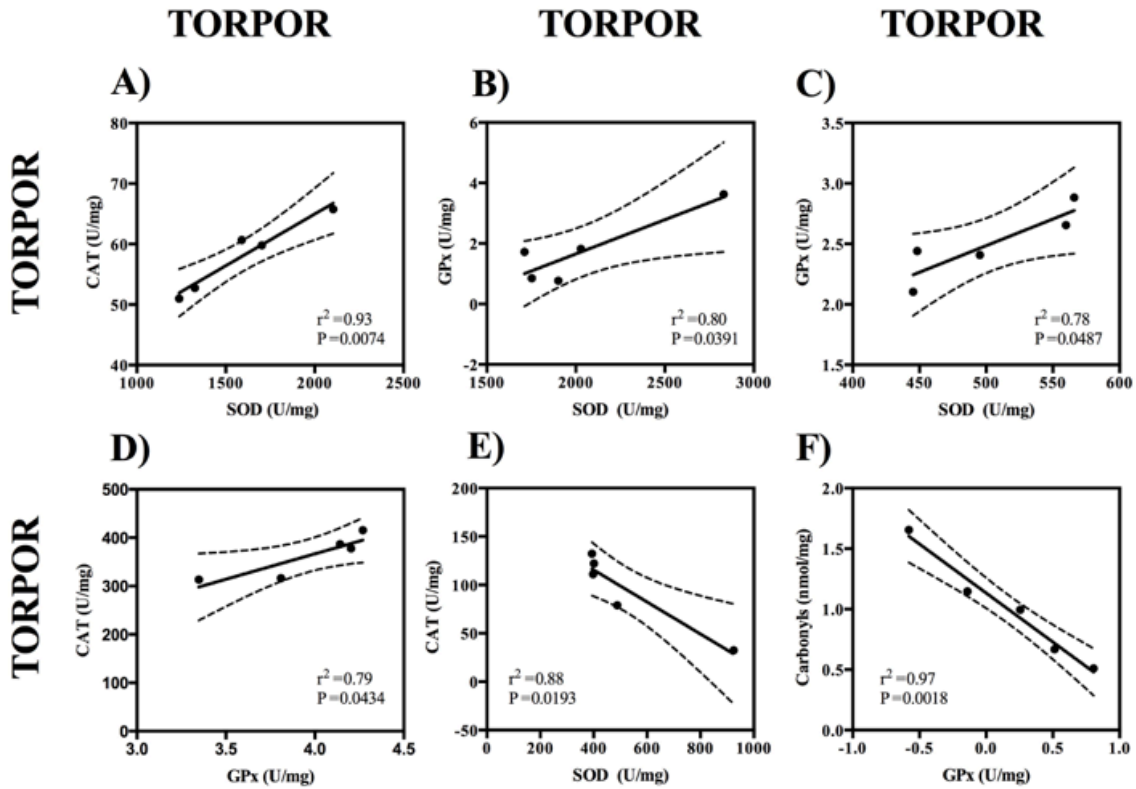 TORPOR TORPOR TORPOR
TORPOR
A)
80
70
60
50
40
CAT (U/mg)
r² =0.93
P =0.0074
1000 1500 2000 2500
SOD (U/mg)
B)
6
4
2
0
-2
GPx (U/mg)
r² =0.80
P =0.0391
1500 2000 2500 3000
SOD (U/mg)
C)
3.5
3.0
2.5
2.0
1.5
GPx (U/mg)
r² =0.78
P =0.0487
400 450 500 550 600
SOD (U/mg)
TORPOR
D)
500
400
300
200
100
0
CAT (U/mg)
r² =0.79
P =0.0434
3.0 3.5 4.0 4.5
GPx (U/mg)
E)
200
150
100
50
0
-50
CAT (U/mg)
r² =0.88
P =0.0193
0 200 400 600 800 1000
SOD (U/mg)
F)
2.0
1.5
1.0
0.5
0.0
Carbonyls (nmol/mg)
r² =0.97
P =0.0018
-1.0 -0.5 0.0 0.5 1.0
GPx (U/mg)